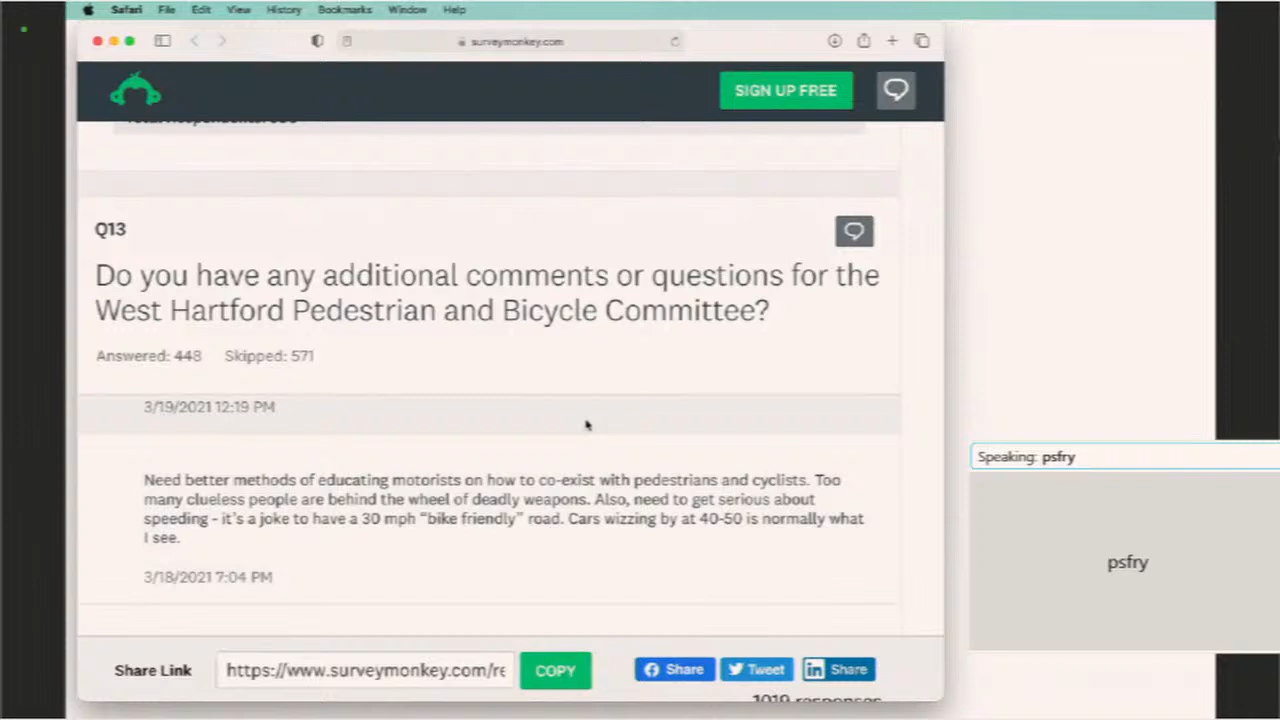 Safari File Edit View History Bookmarks Window Help
surveymonkey.com
SIGN UP FREE
Q13
Do you have any additional comments or questions for the
West Hartford Pedestrian and Bicycle Committee?
Answered: 448 Skipped: 571
3/19/2021 12:19 PM
Need better methods of educating motorists on how to co-exist with pedestrians and cyclists. Too
many clueless people are behind the wheel of deadly weapons. Also, need to get serious about
speeding - it's a joke to have a 30 mph “bike friendly” road. Cars wizzing by at 40-50 is normally what
I see.
3/18/2021 7:04 PM
Speaking: psfry
psfry
Share Link https://www.surveymonkey.com/re COPY Share Tweet Share
1019 responses